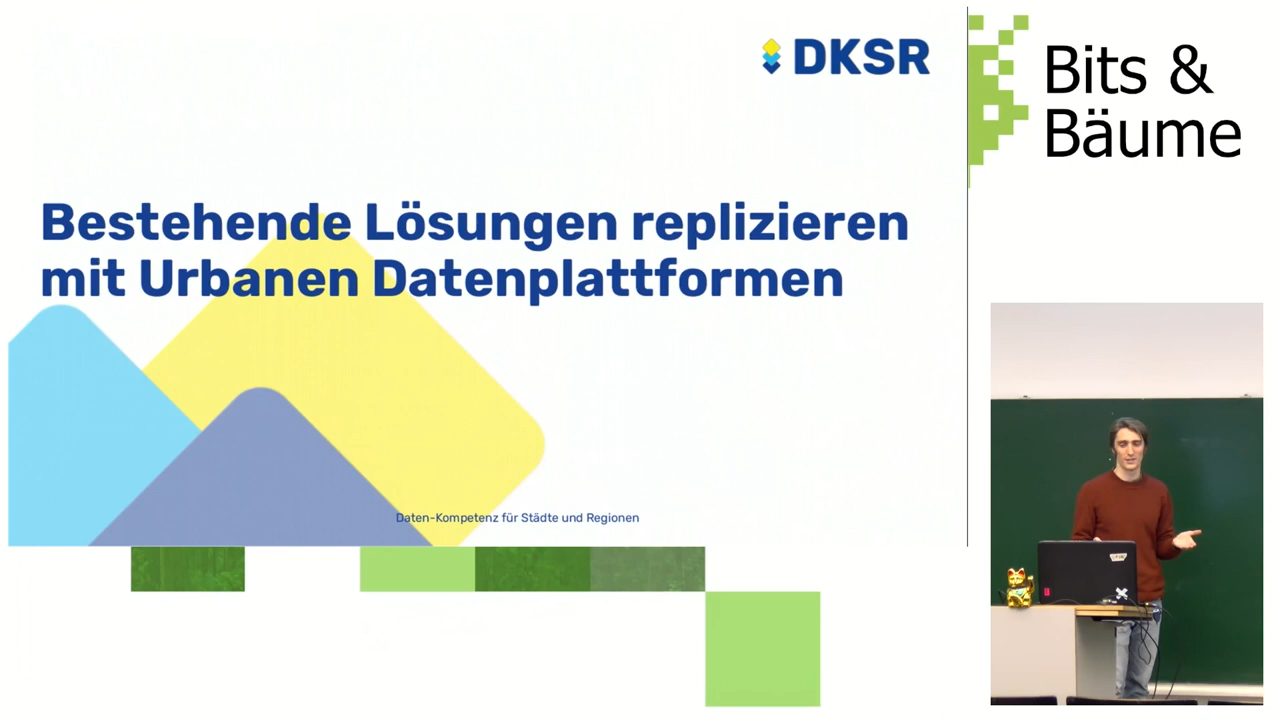 DKSR
Bits &
Bäume
Bestehende Lösungen replizieren
mit Urbanen Datenplattformen
Daten-Kompetenz für Städte und Regionen